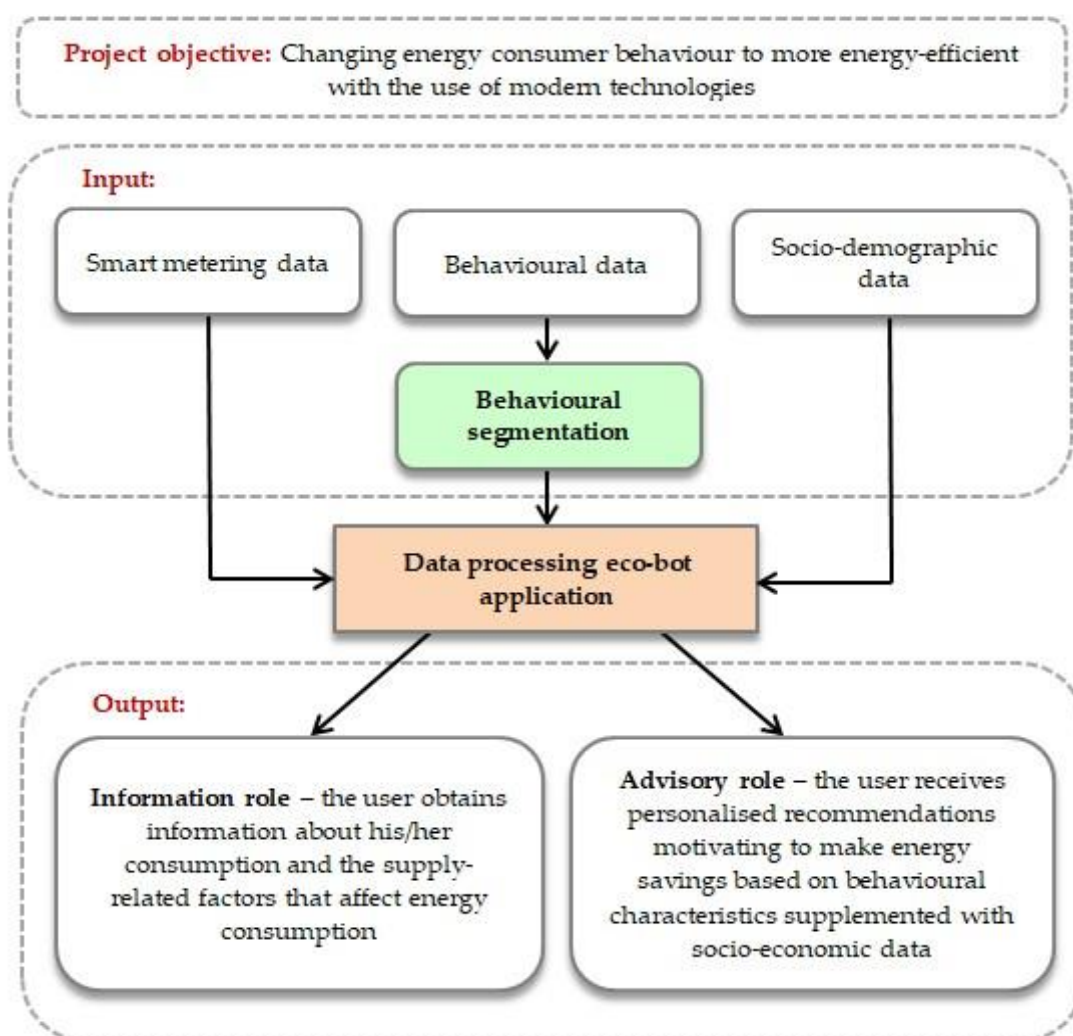 Project objective: Changing energy consumer behaviour to more energy-efficient
with the use of modern technologies
Input:
Smart metering data
Behavioural data
Socio-demographic
data
Behavioural
segmentation
Data processing eco-bot
application
Output:
Information role – the user obtains
information about his/her
consumption and the supply-
related factors that affect energy
consumption
Advisory role – the user receives
personalised recommendations
motivating to make energy
savings based on behavioural
characteristics supplemented with
socio-economic data